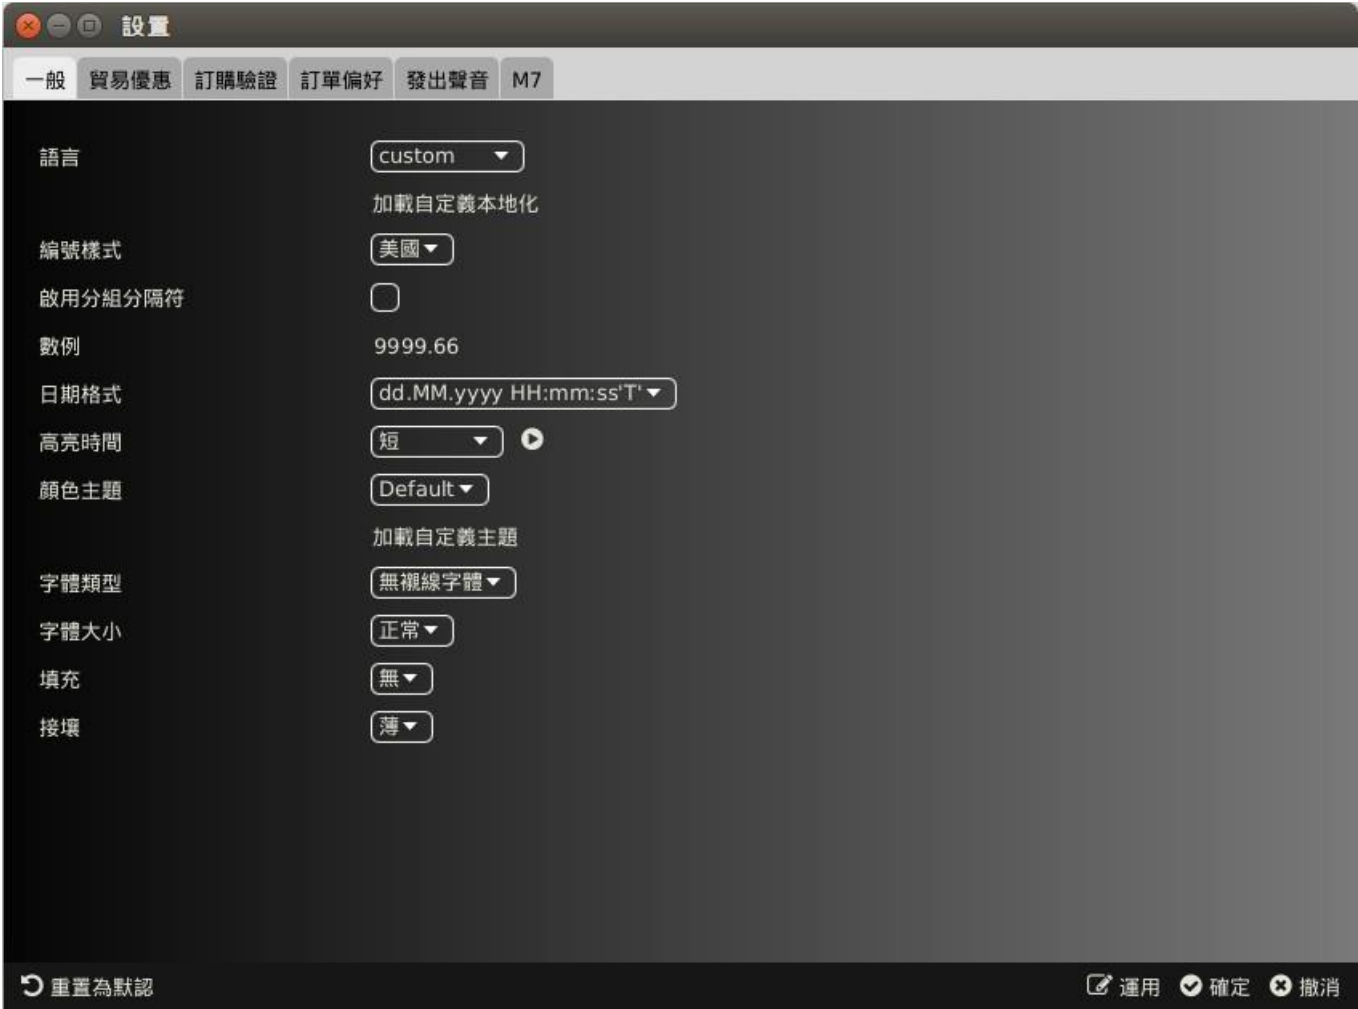 設置
一般 貿易優惠 訂購驗證 訂單偏好 發出聲音 M7
語言 custom
加載自定義本地化
編號樣式 美國
啟用分組分隔符
數例 9999.66
日期格式 dd.MM.yyyy HH:mm:ss'T'
高亮時間 短
顏色主題 Default
加載自定義主題
字體類型 無襯線字體
字體大小 正常
填充 無
接壤 薄
重置為默認 運用 確定 撤消